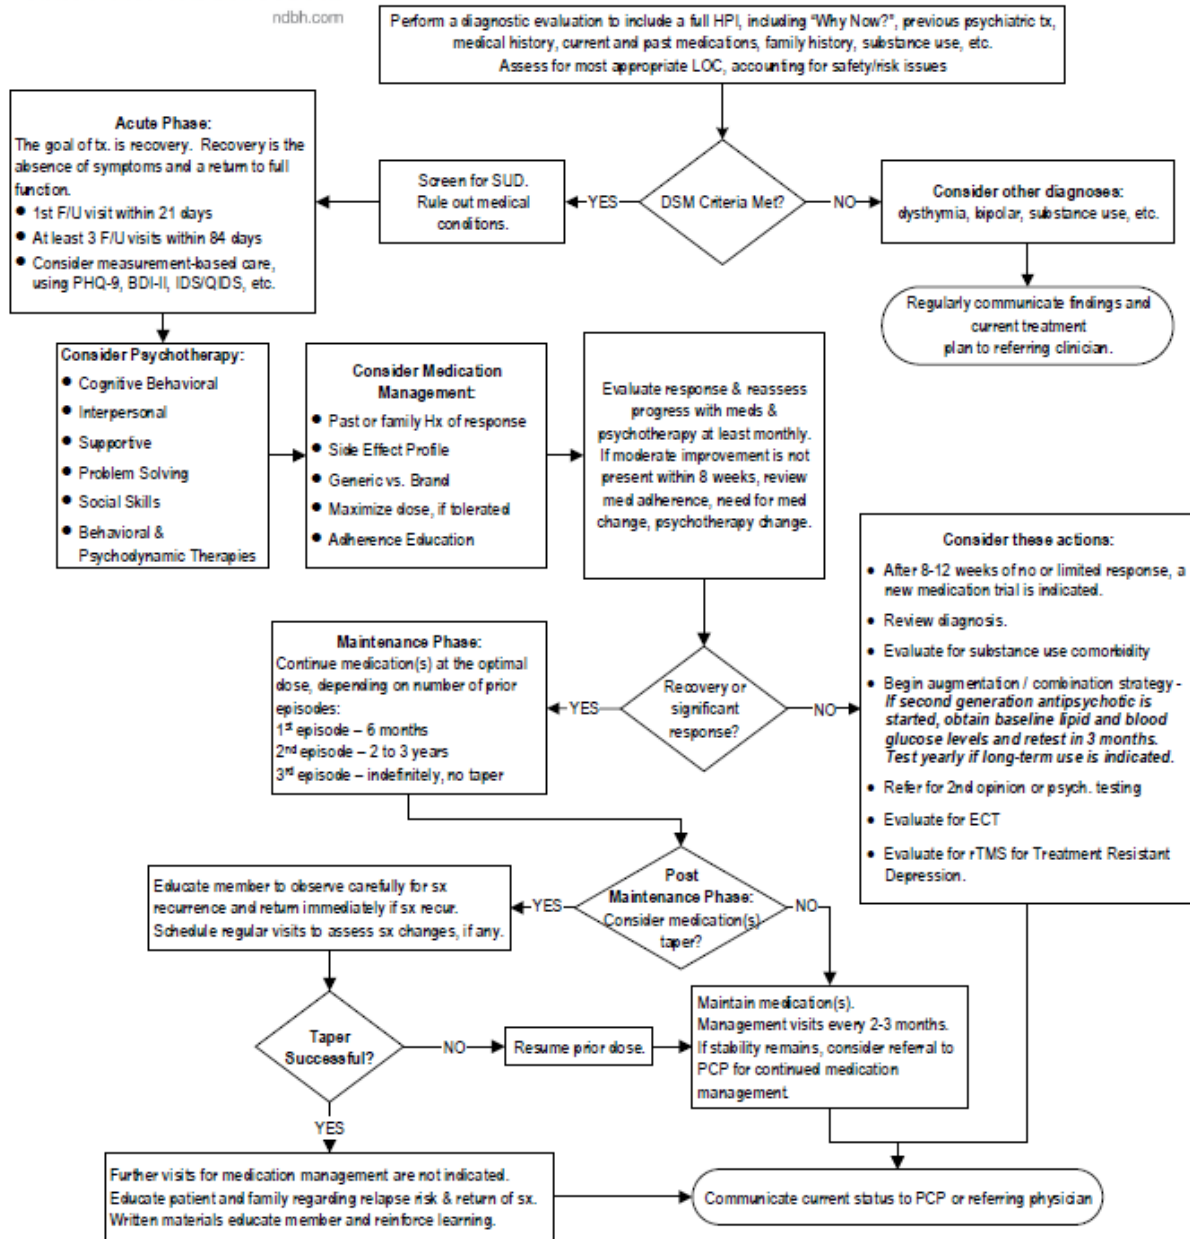 ndbh.com
Perform a diagnostic evaluation to include a full HPI, including "Why Now?", previous psychiatric tx,
medical history, current and past medications, family history, substance use, etc.
Assess for most appropriate LOC, accounting for safety/risk issues
Acute Phase:
The goal of tx. is recovery. Recovery is the
absence of symptoms and a return to full
function.
● 1st F/U visit within 21 days
● At least 3 F/U visits within 84 days
● Consider measurement-based care,
using PHQ-9, BDI-II, IDS/QIDS, etc.
Screen for SUD.
Rule out medical
conditions.
YES
DSM Criteria Met?
NO
Consider other diagnoses:
dysthymia, bipolar, substance use, etc.
Regularly communicate findings and
current treatment
plan to referring clinician.
Consider Psychotherapy:
● Cognitive Behavioral
● Interpersonal
● Supportive
● Problem Solving
● Social Skills
● Behavioral &
Psychodynamic Therapies
Consider Medication
Management:
● Past or family Hx of response
● Side Effect Profile
● Generic vs. Brand
● Maximize dose, if tolerated
● Adherence Education
Evaluate response & reassess
progress with meds &
psychotherapy at least monthly.
If moderate improvement is not
present within 8 weeks, review
med adherence, need for med
change, psychotherapy change.
Recovery or
significant
response?
YES
NO
Consider these actions:
● After 8-12 weeks of no or limited response, a
new medication trial is indicated.
● Review diagnosis.
● Evaluate for substance use comorbidity
● Begin augmentation / combination strategy -
If second generation antipsychotic is
started, obtain baseline lipid and blood
glucose levels and retest in 3 months.
Test yearly if long-term use is indicated.
● Refer for 2nd opinion or psych. testing
● Evaluate for ECT
● Evaluate for rTMS for Treatment Resistant
Depression.
Maintenance Phase:
Continue medication(s) at the optimal
dose, depending on number of prior
episodes:
1st episode – 6 months
2nd episode – 2 to 3 years
3rd episode – indefinitely, no taper
Post
Maintenance Phase:
Consider medication(s)
taper?
YES
NO
Educate member to observe carefully for sx
recurrence and return immediately if sx recur.
Schedule regular visits to assess sx changes, if any.
Taper
Successful?
NO
Resume prior dose.
Maintain medication(s).
Management visits every 2-3 months.
If stability remains, consider referral to
PCP for continued medication
management.
YES
Further visits for medication management are not indicated.
Educate patient and family regarding relapse risk & return of sx.
Written materials educate member and reinforce learning.
Communicate current status to PCP or referring physician